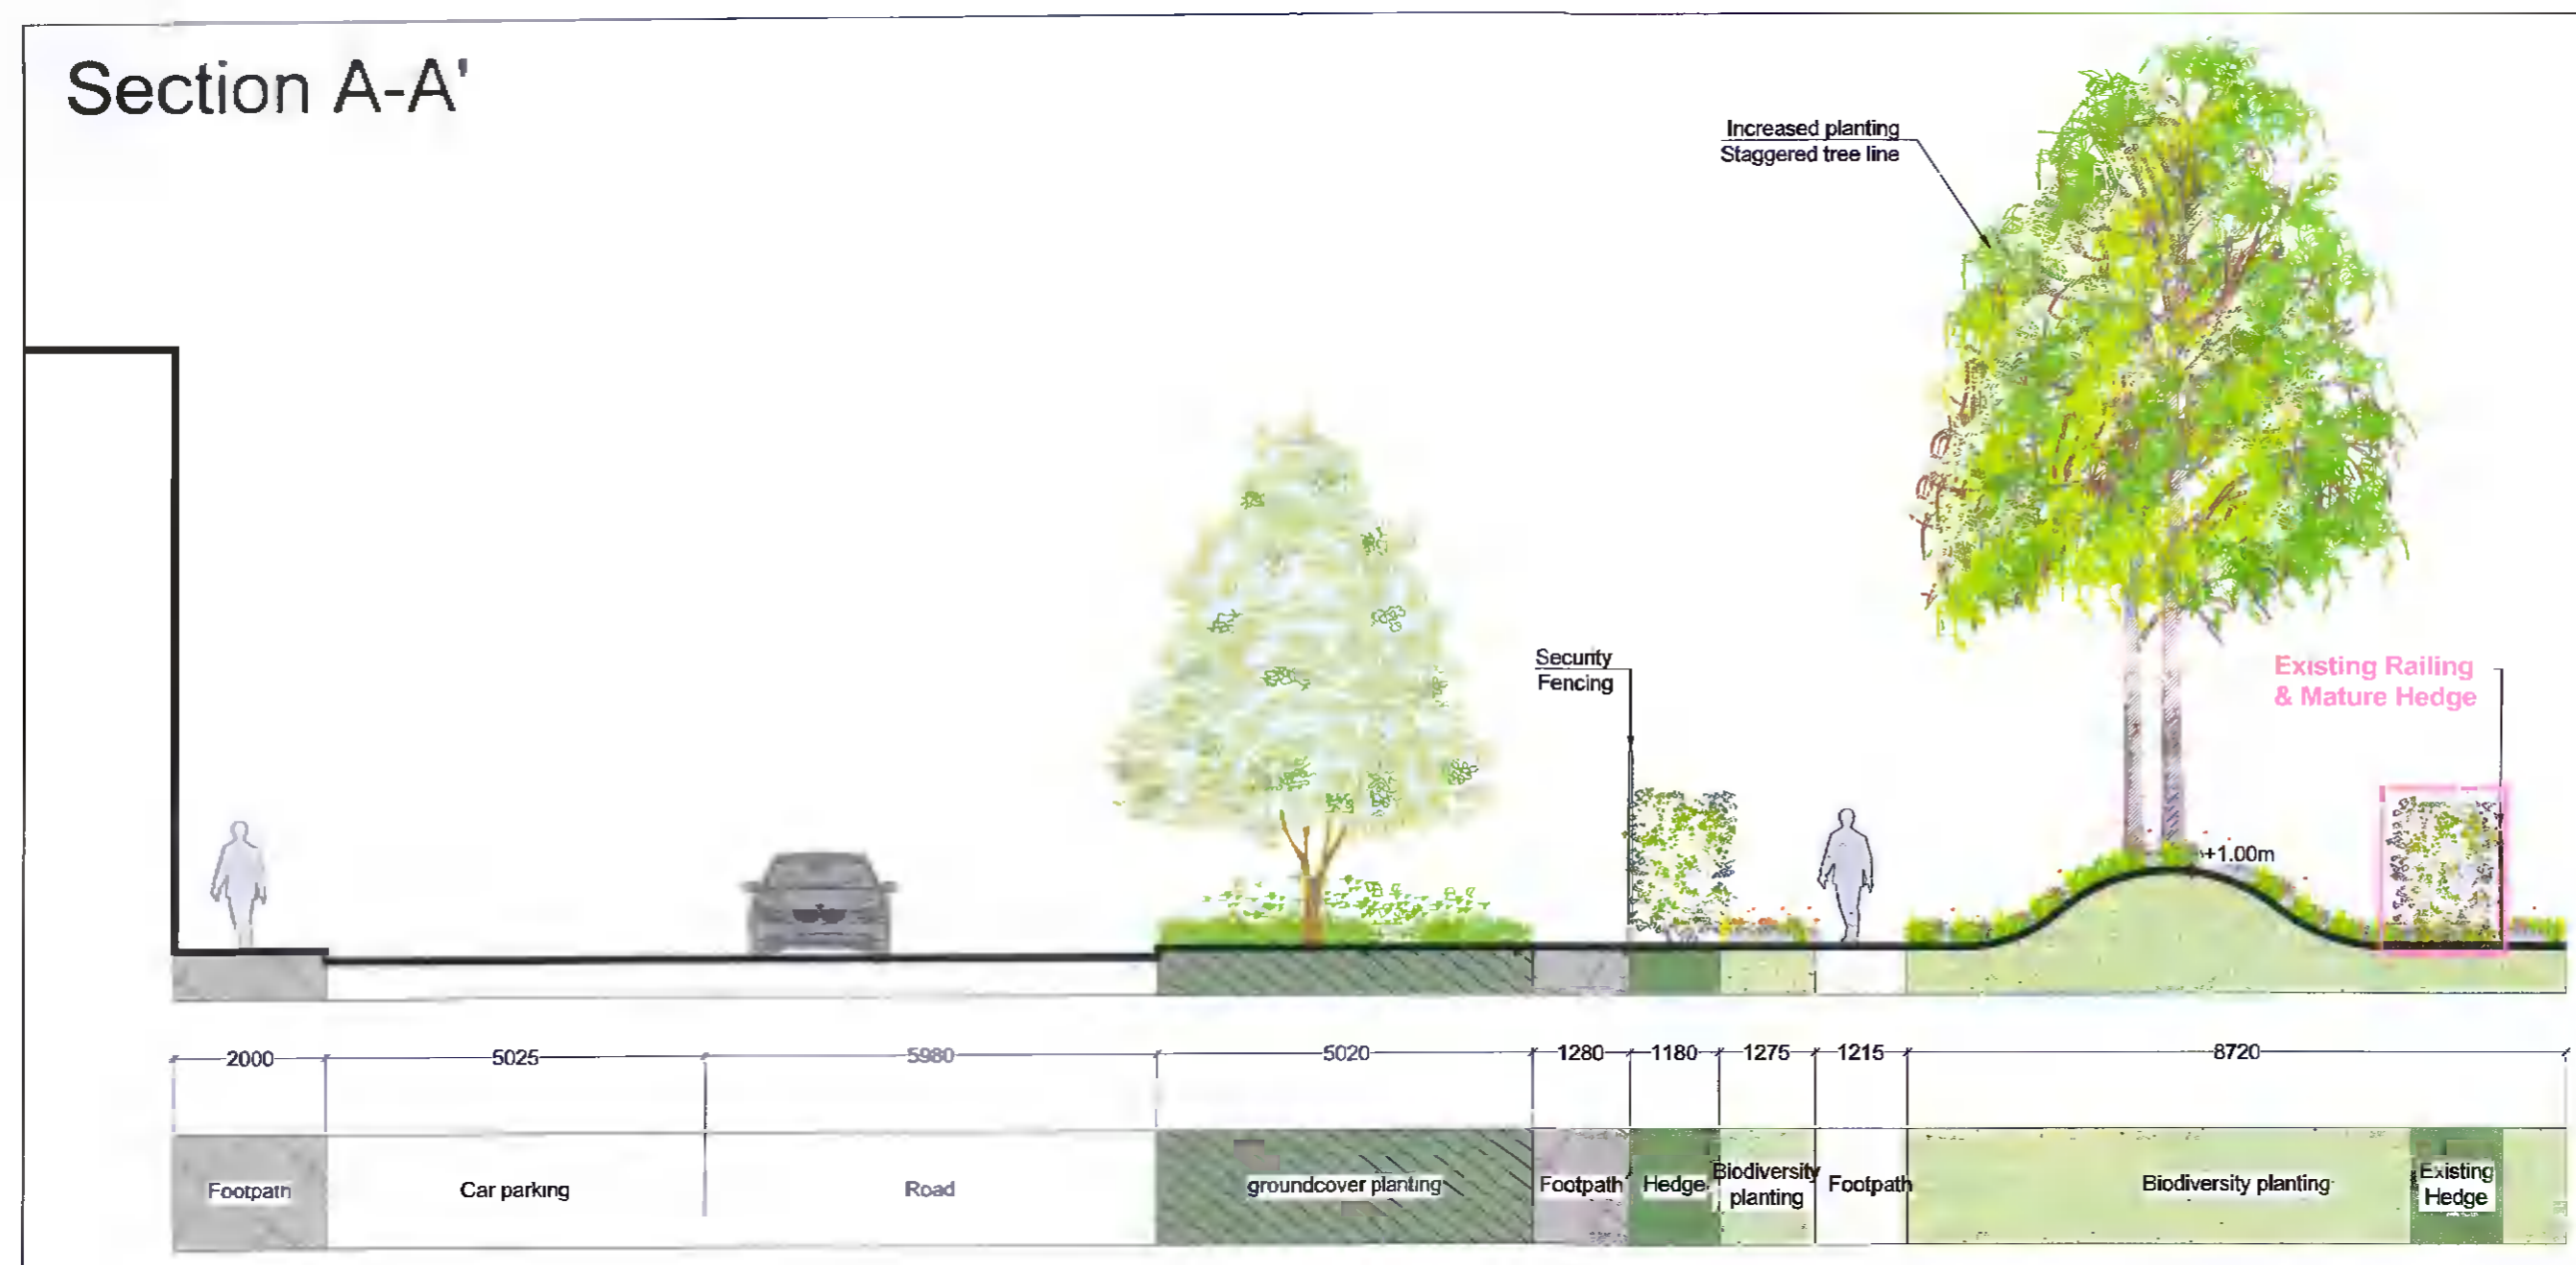 Section A-A'
Increased planting
Staggered tree line
Security
Fencing
Existing Railing
& Mature Hedge
+1.00m
2000
5025
5980
5020
1280
1180
1275
1215
8720
Footpath
Car parking
Road
groundcover planting
Footpath
Hedge
Biodiversity
planting
Footpath
Biodiversity planting
Existing
Hedge